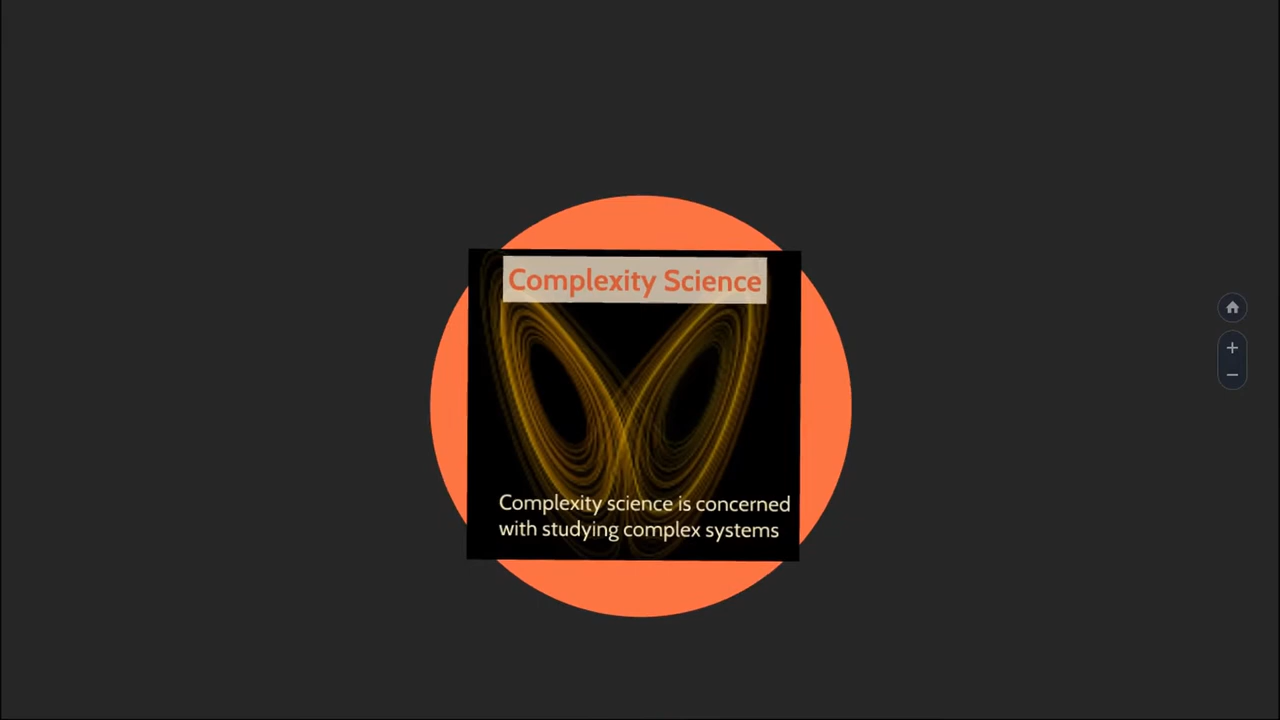 Complexity Science
Complexity science is concerned
with studying complex systems